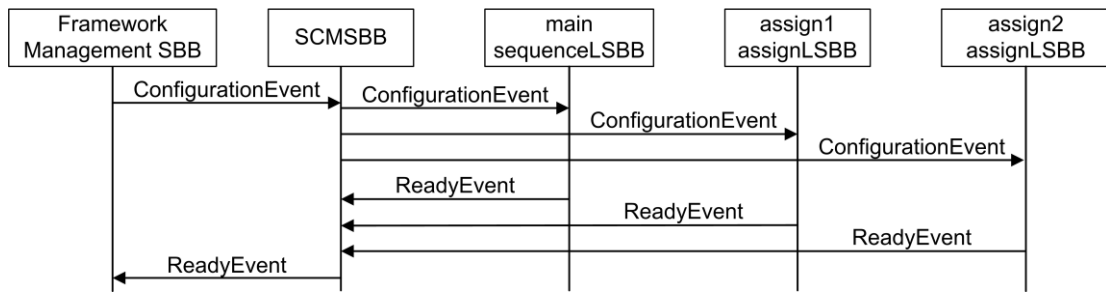 Framework
Management SBB
SCMSBB
main
sequenceLSBB
assign1
assignLSBB
assign2
assignLSBB
ConfigurationEvent
ConfigurationEvent
ConfigurationEvent
ConfigurationEvent
ReadyEvent
ReadyEvent
ReadyEvent
ReadyEvent